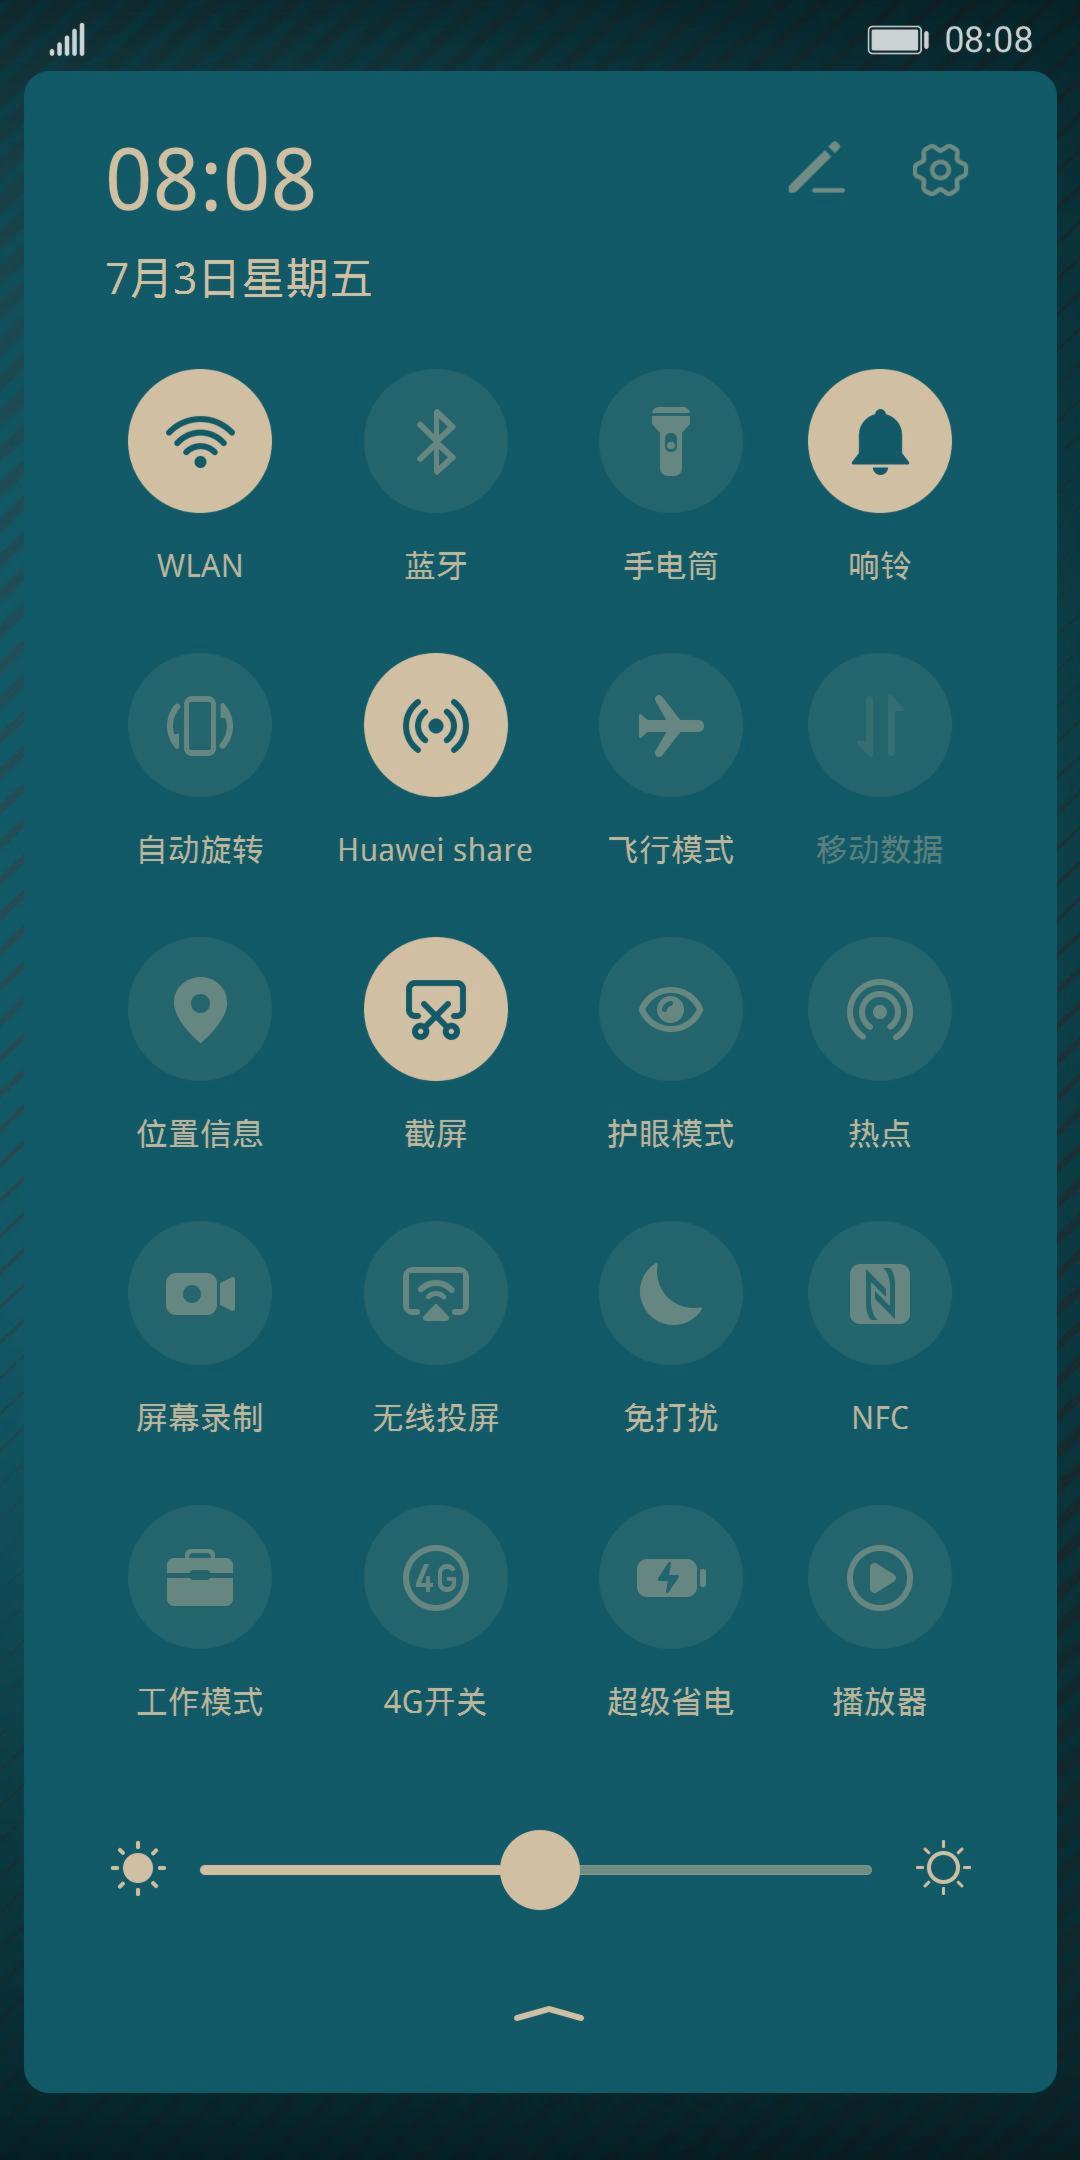 08:08
08:08
7月3日星期五
WLAN 蓝牙 手电筒 响铃
自动旋转 Huawei share 飞行模式 移动数据
位置信息 截屏 护眼模式 热点
屏幕录制 无线投屏 免打扰 NFC
4G
工作模式 4G开关 超级省电 播放器